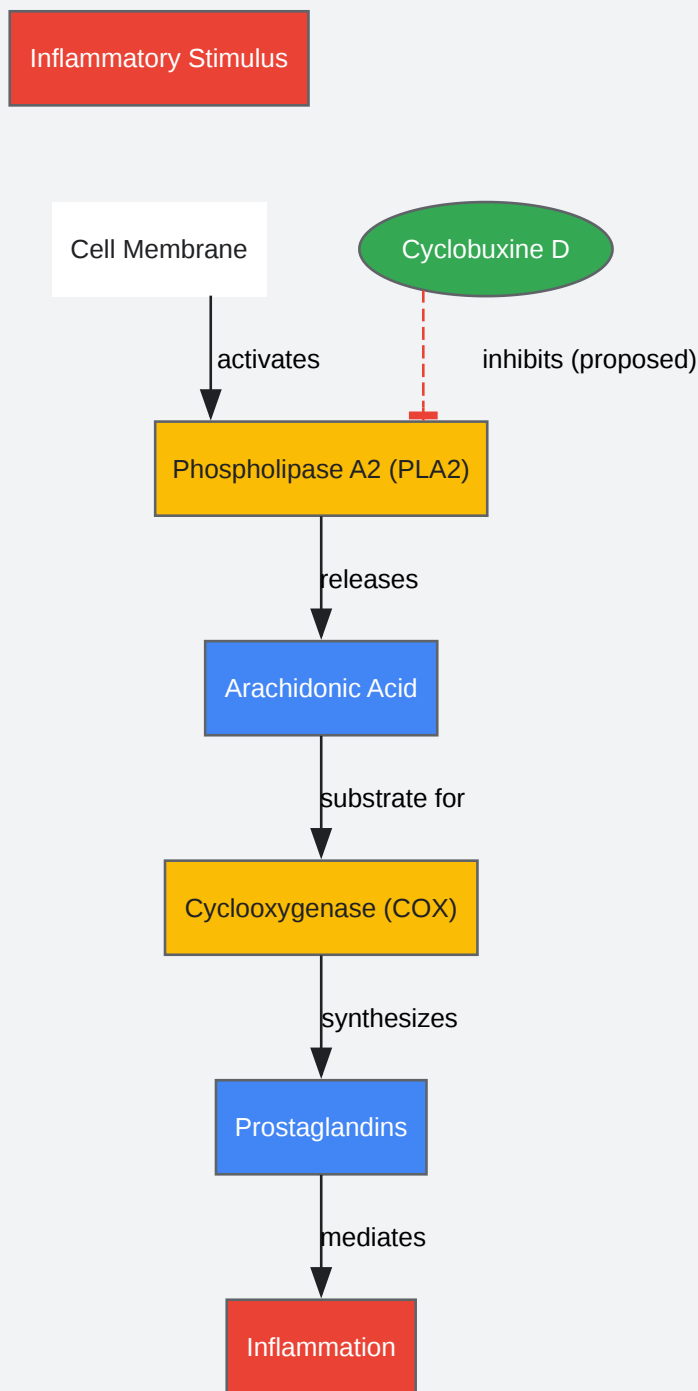 Inflammatory Stimulus
Cell Membrane
Cyclobuxine D
activates
inhibits (proposed)
Phospholipase A2 (PLA2)
releases
Arachidonic Acid
substrate for
Cyclooxygenase (COX)
synthesizes
Prostaglandins
mediates
Inflammation